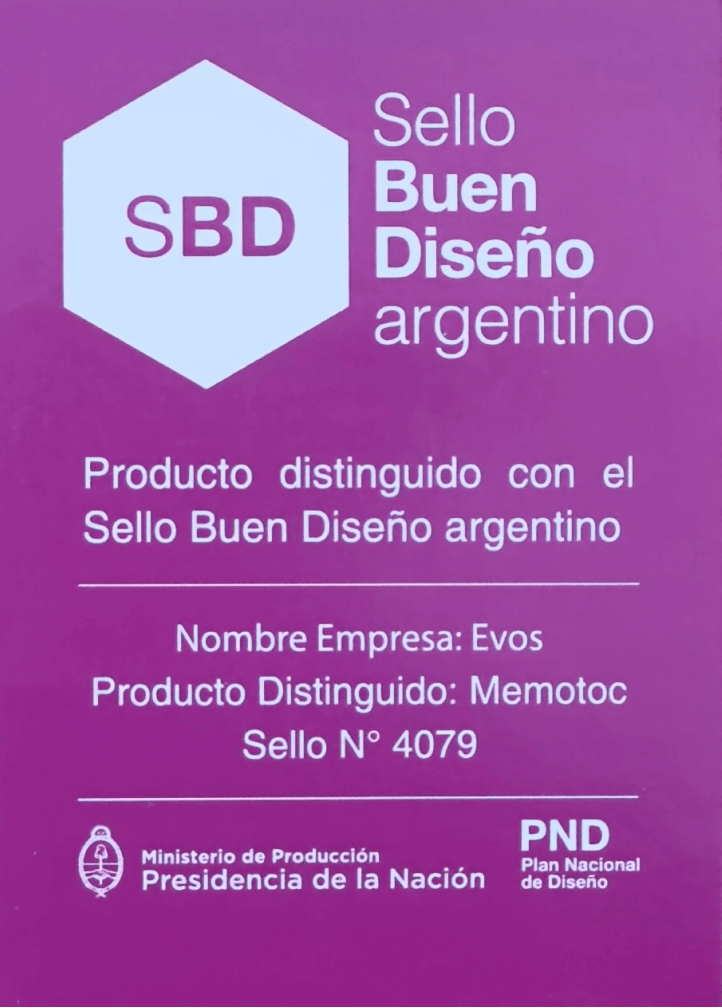 SBD
Sello
Buen
Diseño
argentino
Producto distinguido con el
Sello Buen Diseño argentino
Nombre Empresa: Evos
Producto Distinguido: Memotoc
Sello N° 4079
Ministerio de Producción
Presidencia de la Nación
PND
Plan Nacional
de Diseño